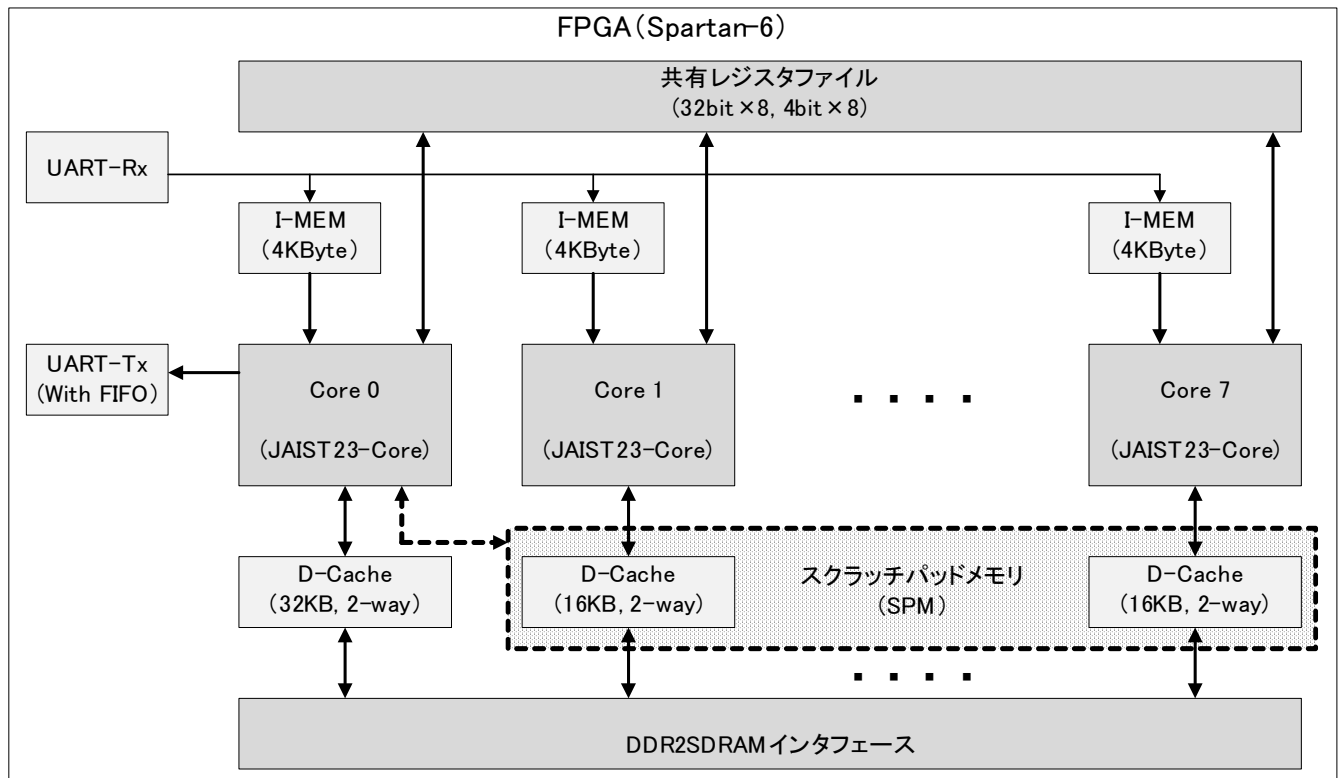 FPGA(Spartan-6)
共有レジスタファイル
(32bit×8, 4bit×8)
UART-Rx
I-MEM
(4KByte)
I-MEM
(4KByte)
I-MEM
(4KByte)
UART-Tx
(With FIFO)
Core 0
(JAIST23-Core)
Core 1
(JAIST23-Core)
. . . .
Core 7
(JAIST23-Core)
D-Cache
(32KB, 2-way)
D-Cache
(16KB, 2-way)
スクラッチパッドメモリ
(SPM)
D-Cache
(16KB, 2-way)
. . . .
DDR2SDRAMインタフェース